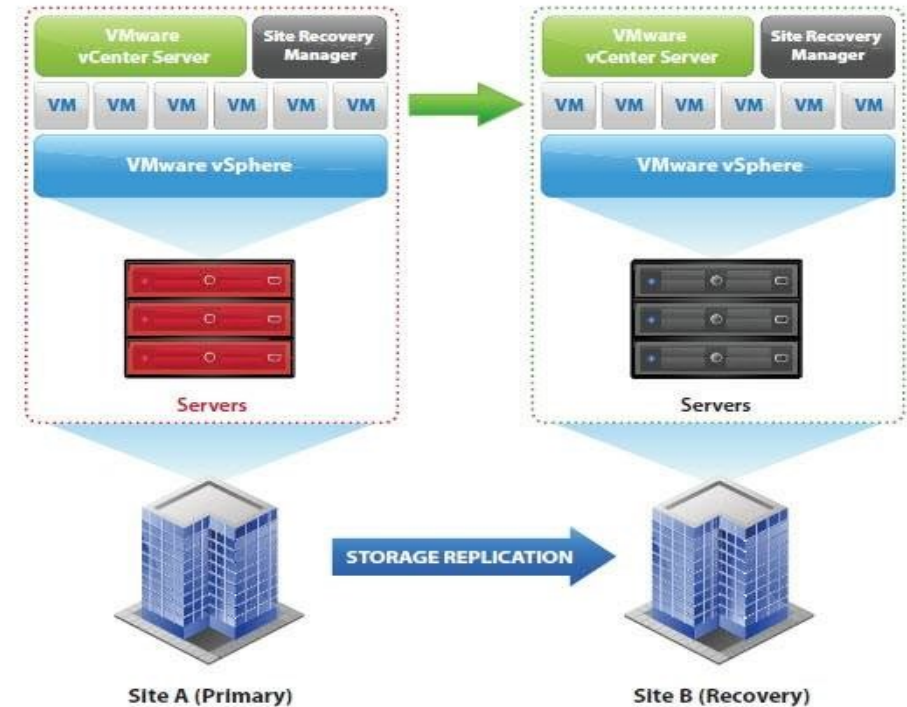 VMware
vCenter Server
Site Recovery
Manager
VM VM VM VM VM VM
VMware vSphere
Servers
Site A (Primary)
VMware
vCenter Server
Site Recovery
Manager
VM VM VM VM VM VM
VMware vSphere
Servers
STORAGE REPLICATION
Site B (Recovery)